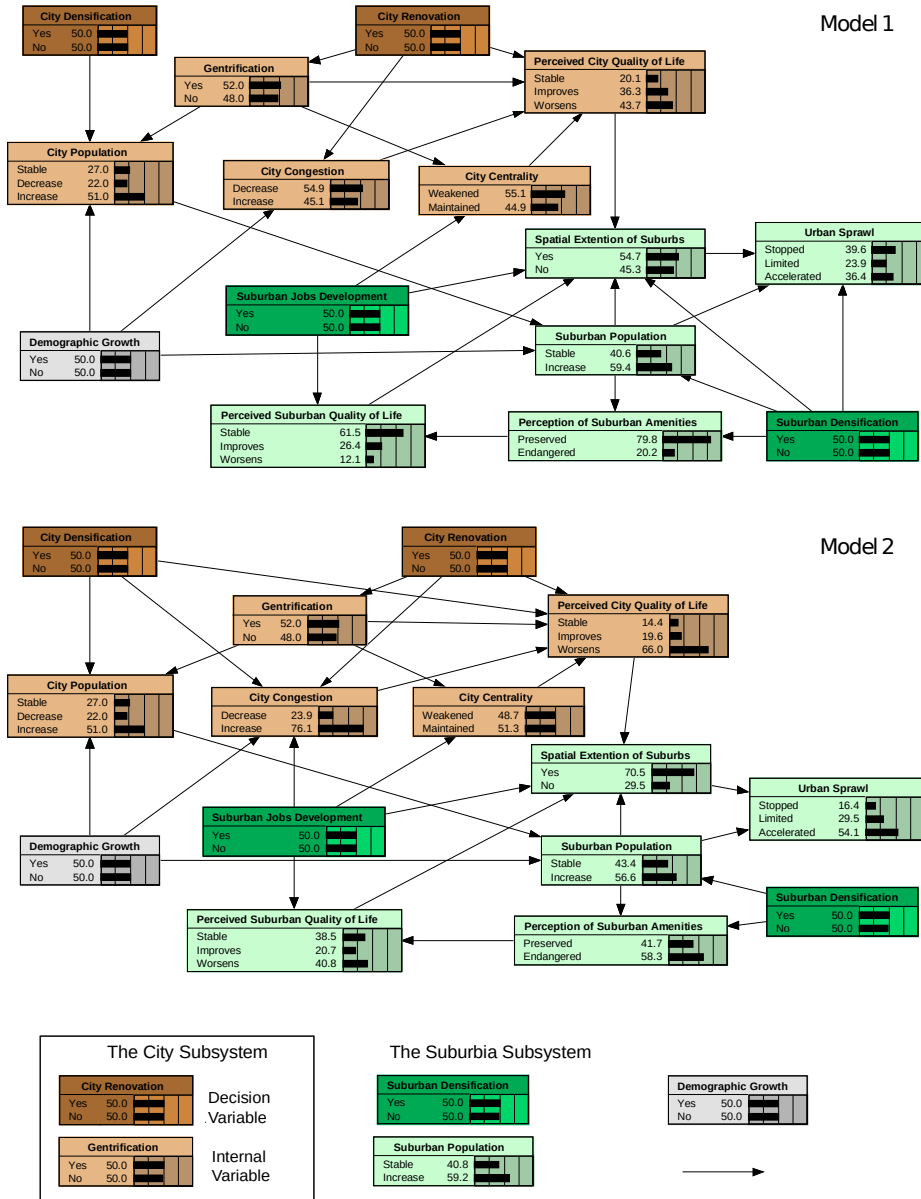 Model 1
City Densification
Yes 50.0
No 50.0
City Renovation
Yes 50.0
No 50.0
Gentrification
Yes 52.0
No 48.0
Perceived City Quality of Life
Stable 20.1
Improves 36.3
Worsens 43.7
City Population
Stable 27.0
Decrease 22.0
Increase 51.0
City Congestion
Decrease 54.9
Increase 45.1
City Centrality
Weakened 55.1
Maintained 44.9
Spatial Extention of Suburbs
Yes 54.7
No 45.3
Urban Sprawl
Stopped 39.6
Limited 23.9
Accelerated 36.4
Suburban Jobs Development
Yes 50.0
No 50.0
Demographic Growth
Yes 50.0
No 50.0
Suburban Population
Stable 40.6
Increase 59.4
Perceived Suburban Quality of Life
Stable 61.5
Improves 26.4
Worsens 12.1
Perception of Suburban Amenities
Preserved 79.8
Endangered 20.2
Suburban Densification
Yes 50.0
No 50.0
Model 2
City Densification
Yes 50.0
No 50.0
City Renovation
Yes 50.0
No 50.0
Gentrification
Yes 52.0
No 48.0
Perceived City Quality of Life
Stable 14.4
Improves 19.6
Worsens 66.0
City Population
Stable 27.0
Decrease 22.0
Increase 51.0
City Congestion
Decrease 23.9
Increase 76.1
City Centrality
Weakened 48.7
Maintained 51.3
Spatial Extention of Suburbs
Yes 70.5
No 29.5
Urban Sprawl
Stopped 16.4
Limited 29.5
Accelerated 54.1
Suburban Jobs Development
Yes 50.0
No 50.0
Demographic Growth
Yes 50.0
No 50.0
Suburban Population
Stable 43.4
Increase 56.6
Suburban Densification
Yes 50.0
No 50.0
Perceived Suburban Quality of Life
Stable 38.5
Improves 20.7
Worsens 40.8
Perception of Suburban Amenities
Preserved 41.7
Endangered 58.3
The City Subsystem
City Renovation
Yes 50.0
No 50.0
Decision
.Variable
Gentrification
Yes 50.0
No 50.0
Internal
Variable
The Suburbia Subsystem
Suburban Densification
Yes 50.0
No 50.0
Suburban Population
Stable 40.8
Increase 59.2
Demographic Growth
Yes 50.0
No 50.0